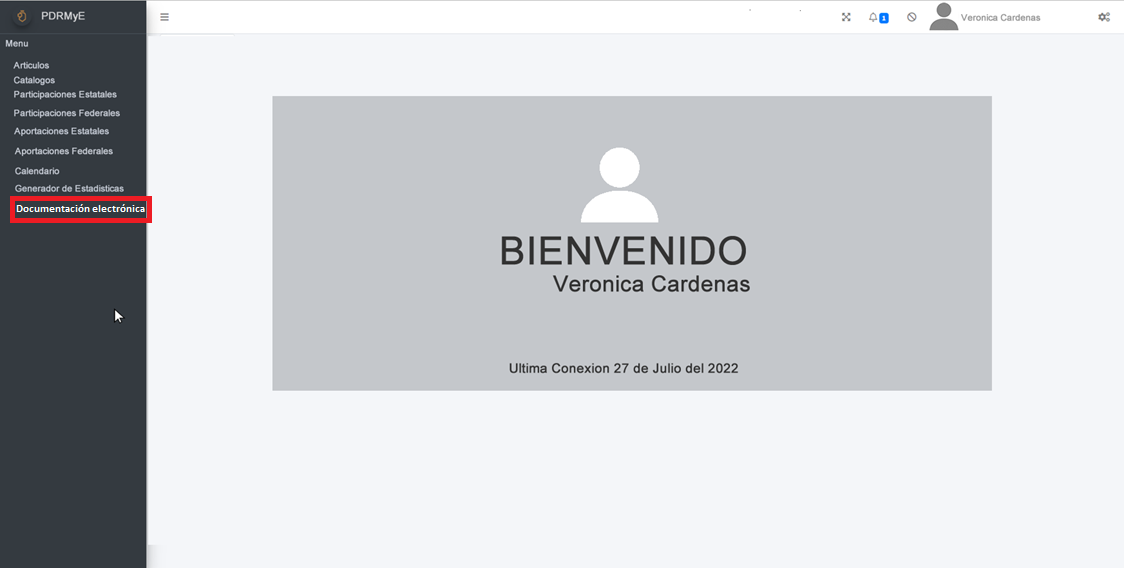 PDRMyE
1
Veronica Cardenas
Menu
Articulos
Catalogos
Participaciones Estatales
Participaciones Federales
Aportaciones Estatales
Aportaciones Federales
Calendario
Generador de Estadisticas
Documentación electrónica
BIENVENIDO
Veronica Cardenas
Ultima Conexion 27 de Julio del 2022